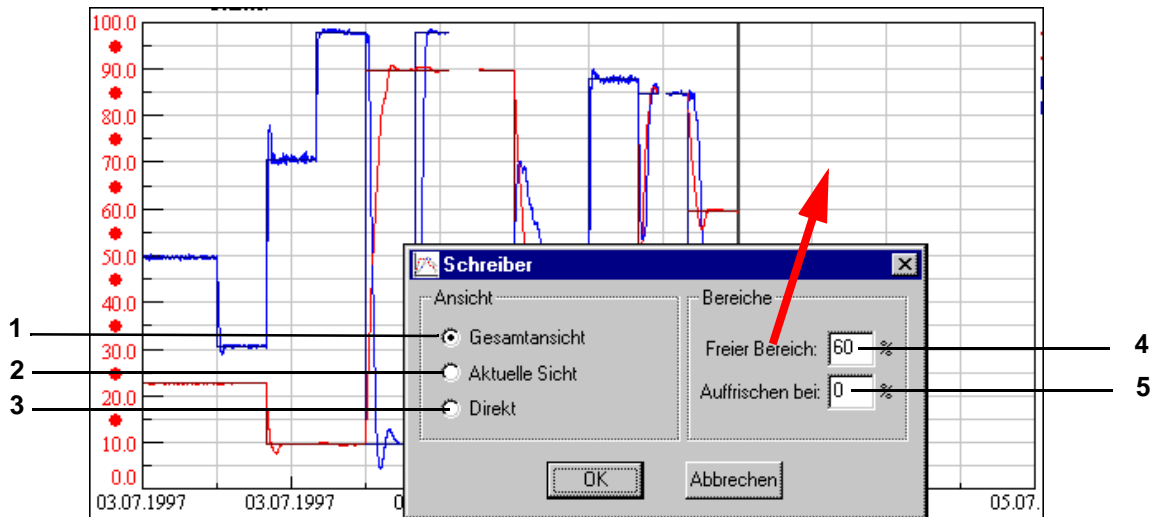 100.0
90.0
80.0
70.0
60.0
50.0
40.0
30.0
20.0
10.0
0.0
03.07.1997 03.07.1997 05.07.
Schreiber
Ansicht
Gesamtansicht
Aktuelle Sicht
Direkt
Bereiche
Freier Bereich: 60 %
Auffrischen bei: 0 %
OK Abbrechen
1
2
3
4
5